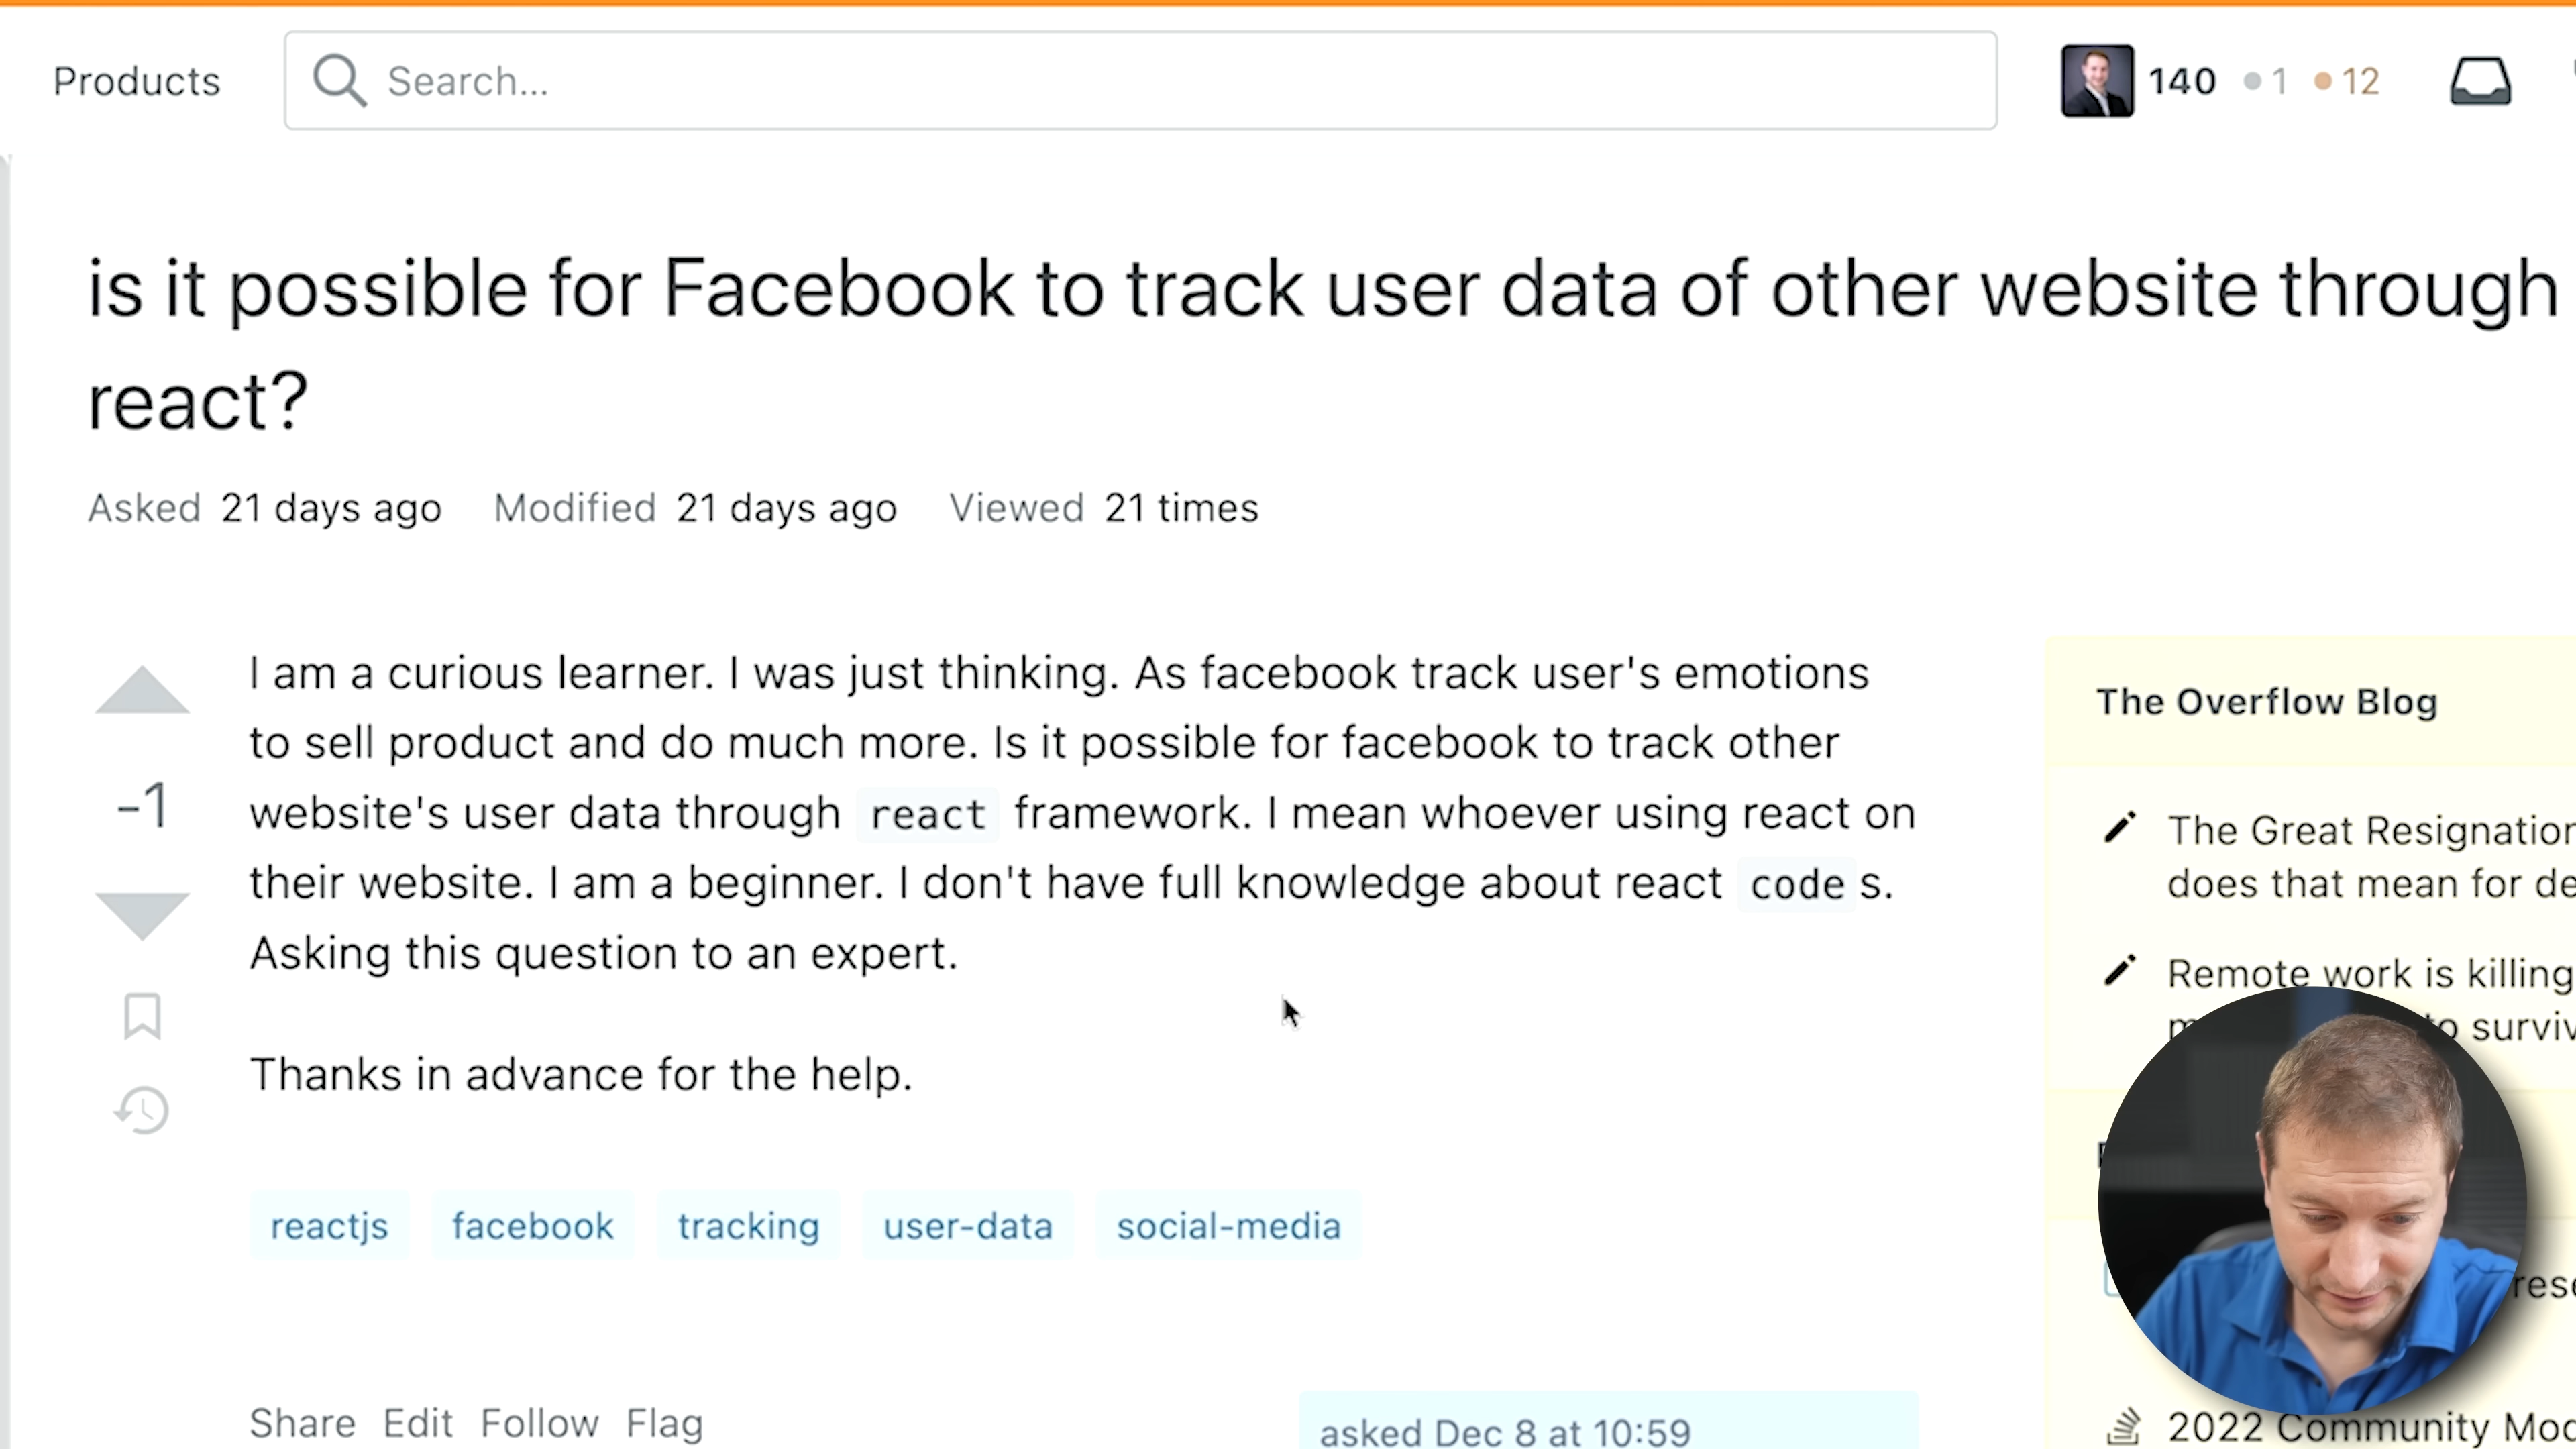 Products
Search...
140 1 12
is it possible for Facebook to track user data of other website through
react?
Asked 21 days ago Modified 21 days ago Viewed 21 times
I am a curious learner. I was just thinking. As facebook track user's emotions
to sell product and do much more. Is it possible for facebook to track other
website's user data through react framework. I mean whoever using react on
their website. I am a beginner. I don't have full knowledge about react codes.
Asking this question to an expert.
-1
Thanks in advance for the help.
reactjs facebook tracking user-data social-media
Share Edit Follow Flag
asked Dec 8 at 10:59
The Overflow Blog
The Great Resignation
does that mean for de
Remote work is killing
to surviv
2022 Community Mod